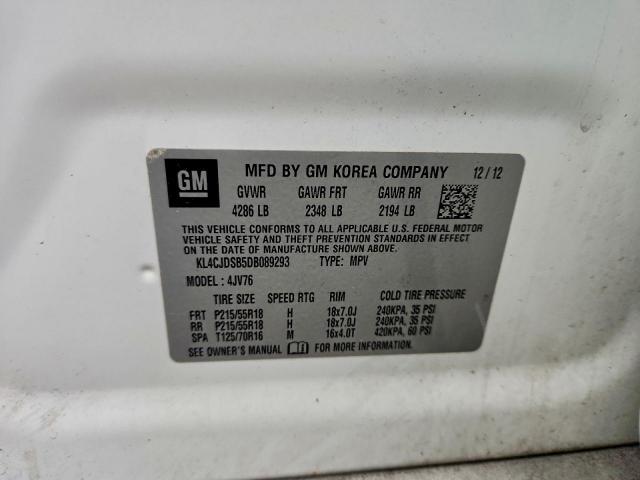 GM
MFD BY GM KOREA COMPANY 12/12
GVWR GAWR FRT GAWR RR
4286 LB 2348 LB 2194 LB
THIS VEHICLE CONFORMS TO ALL APPLICABLE U.S. FEDERAL MOTOR
VEHICLE SAFETY AND THEFT PREVENTION STANDARDS IN EFFECT ON
THE DATE OF MANUFACTURE SHOWN ABOVE.
KL4CJDSB5DB089293 TYPE: MPV
MODEL : 4JV76
TIRE SIZE SPEED RTG RIM COLD TIRE PRESSURE
FRT P215/55R18 H 18x7.0J 240KPA, 35 PSI
RR P215/55R18 H 18x7.0J 240KPA, 35 PSI
SPA T125/70R16 M 16x4.0T 420KPA, 60 PSI
SEE OWNER'S MANUAL FOR MORE INFORMATION.